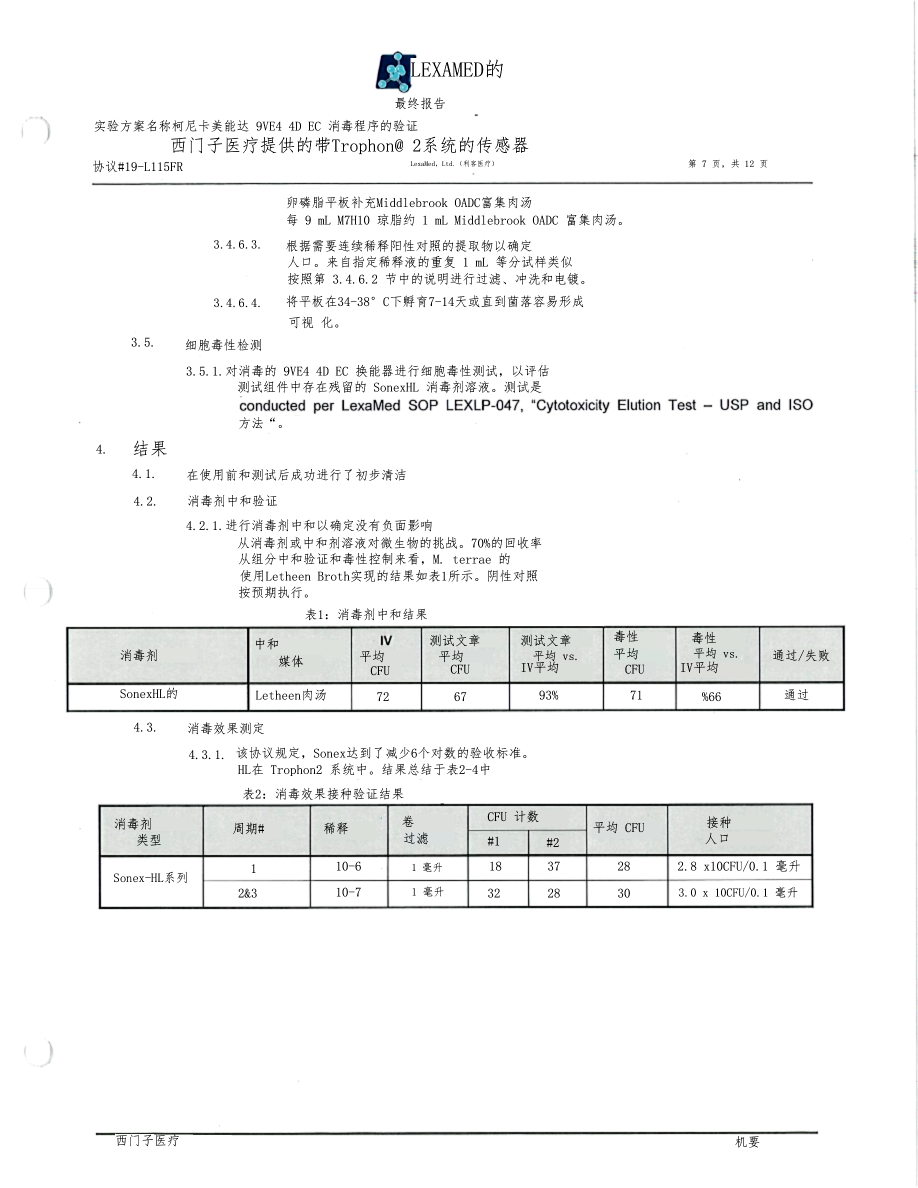 LEXAMED的
最终报告
实验方案名称柯尼卡美能达 9VE4 4D EC 消毒程序的验证
西门子医疗提供的带Trophon@ 2系统的传感器
协议#19-L115FR
LexaMed, Ltd.（利客医疗）
第 7 页，共 12 页
卵磷脂平板补充Middlebrook OADC富集肉汤
每 9 mL M7H10 琼脂约 1 mL Middlebrook OADC 富集肉汤。
3.4.6.3. 根据需要连续稀释阳性对照的提取物以确定
人口。来自指定稀释液的重复 1 mL 等分试样类似
按照第 3.4.6.2 节中的说明进行过滤、冲洗和电镀。
3.4.6.4. 将平板在34-38°C下孵育7-14天或直到菌落容易形成
可视 化。
3.5. 细胞毒性检测
3.5.1. 对消毒的 9VE4 4D EC 换能器进行细胞毒性测试，以评估
测试组件中存在残留的 SonexHL 消毒剂溶液。测试是
conducted per LexaMed SOP LEXLP-047, "Cytotoxicity Elution Test – USP and ISO
方法“。
4. 结果
4.1. 在使用前和测试后成功进行了初步清洁
4.2. 消毒剂中和验证
4.2.1. 进行消毒剂中和以确定没有负面影响
从消毒剂或中和剂溶液对微生物的挑战。70%的回收率
从组分中和验证和毒性控制来看，M. terrae 的
使用Letheen Broth实现的结果如表1所示。阴性对照
按预期执行。
表1：消毒剂中和结果
消毒剂
中和
媒体
IV
平均
CFU
测试文章
平均
CFU
测试文章
平均 vs.
IV平均
毒性
平均
CFU
毒性
平均 vs.
IV平均
通过/失败
SonexHL的
Letheen肉汤
72
67
93%
71
%66
通过
4.3. 消毒效果测定
4.3.1. 该协议规定，Sonex达到了减少6个对数的验收标准。
HL在 Trophon2 系统中。结果总结于表2-4中
表2：消毒效果接种验证结果
消毒剂
类型
周期#
稀释
卷
过滤
CFU 计数
#1
#2
平均 CFU
接种
人口
Sonex-HL系列
1
10-6
1 毫升
18
37
28
2.8 x10CFU/0.1 毫升
2&3
10-7
1 毫升
32
28
30
3.0 x 10CFU/0.1 毫升
西门子医疗
机要